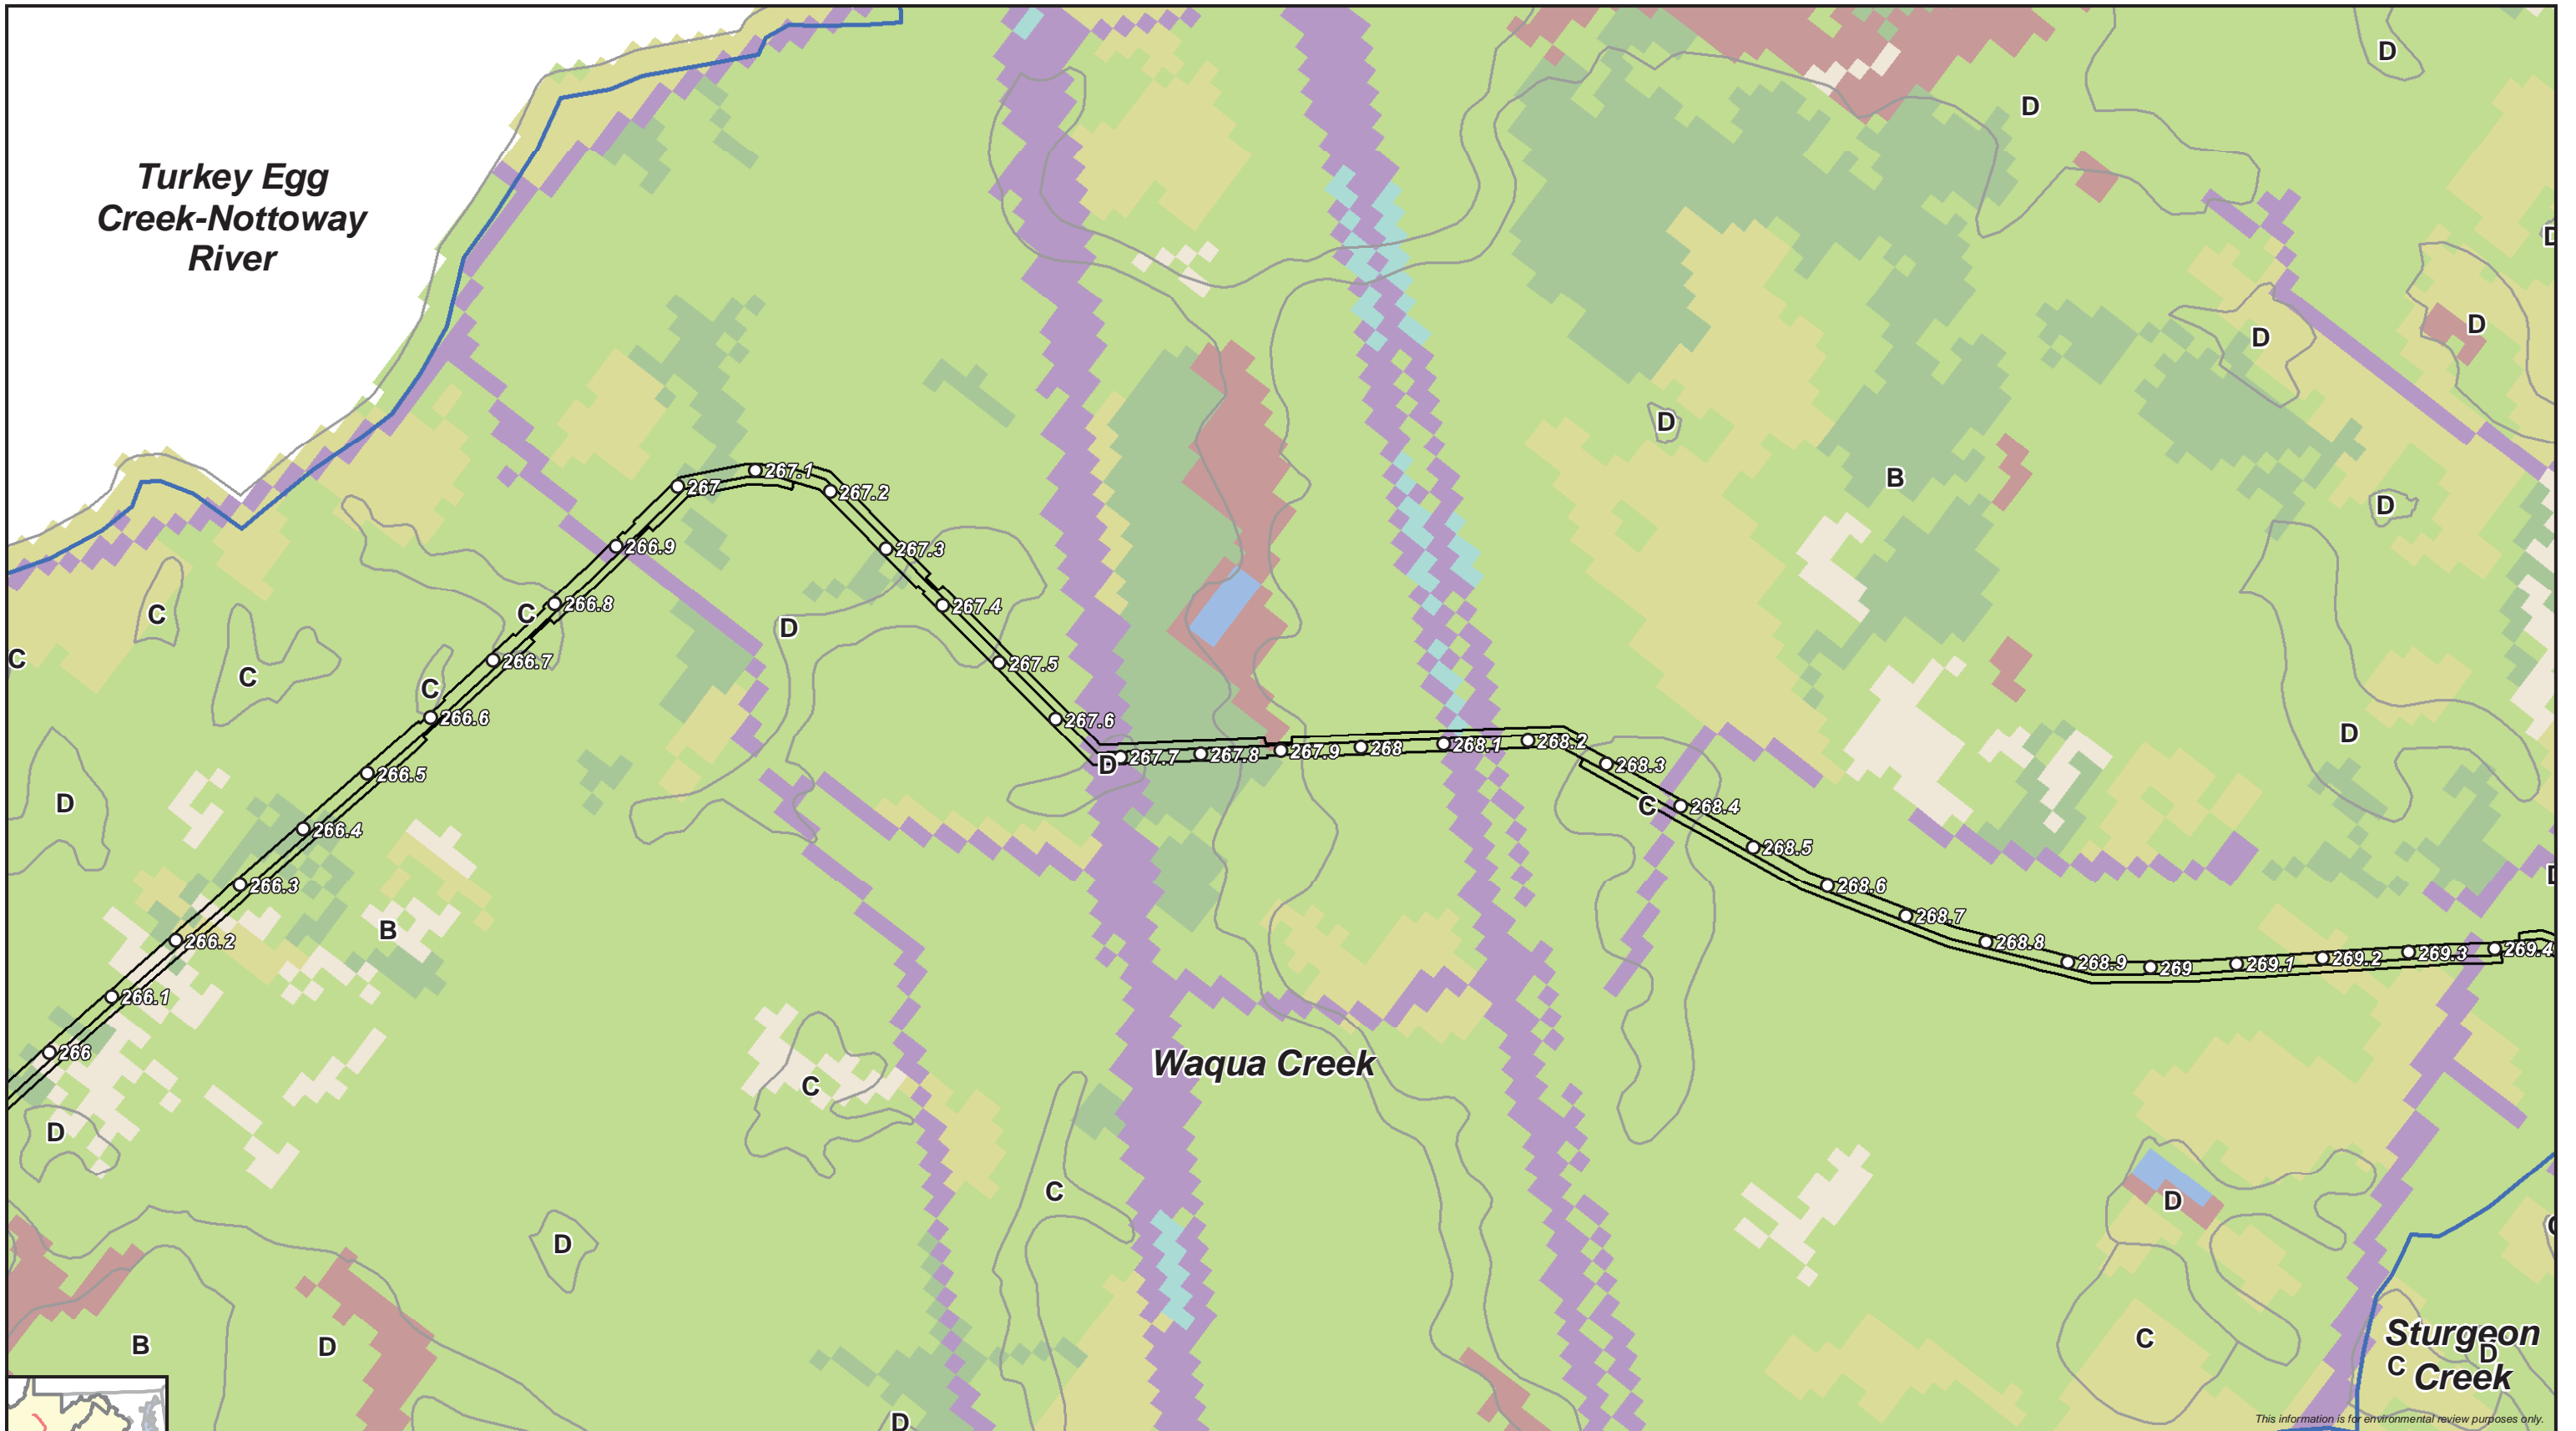 D
D
Turkey Egg
Creek-Nottoway
River
D
D
D
D
B
267.1
267
267.2
D
266.9
267.3
C
C
266.8
267.4
D
C
266.7
267.5
C
C
266.6
267.6
D
268.2
268.1
268
267.9
267.8
267.7
D
268.3
266.5
D
C
268.4
266.4
268.5
266.3
268.6
268.7
B
266.2
268.8
269.4
269.3
269.2
269.1
269
268.9
266.1
266
Waqua Creek
C
D
C
D
D
Sturgeon
Creek
D
C
C
B
D
D
This information is for environmental review purposes only.